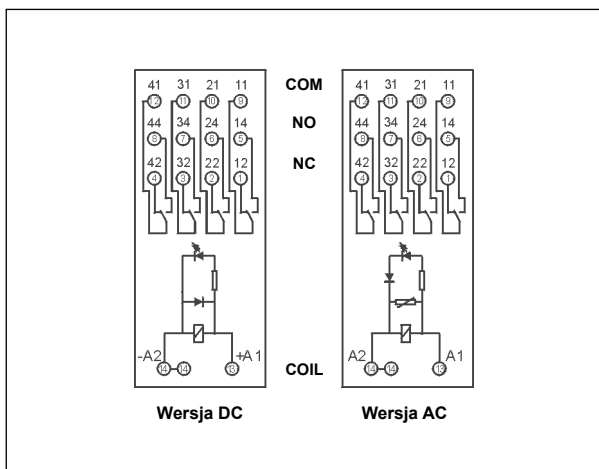 41 31 21 11 COM 41 31 21 11
12 11 10 9 12 11 10 9
NO
44 34 24 14 44 34 24 14
8 7 6 5 8 7 6 5
NC
42 32 22 12 42 32 22 12
4 3 2 1 4 3 2 1
-A2 +A1 A2 A1
14 14 13 COIL 14 14 13
Wersja DC Wersja AC